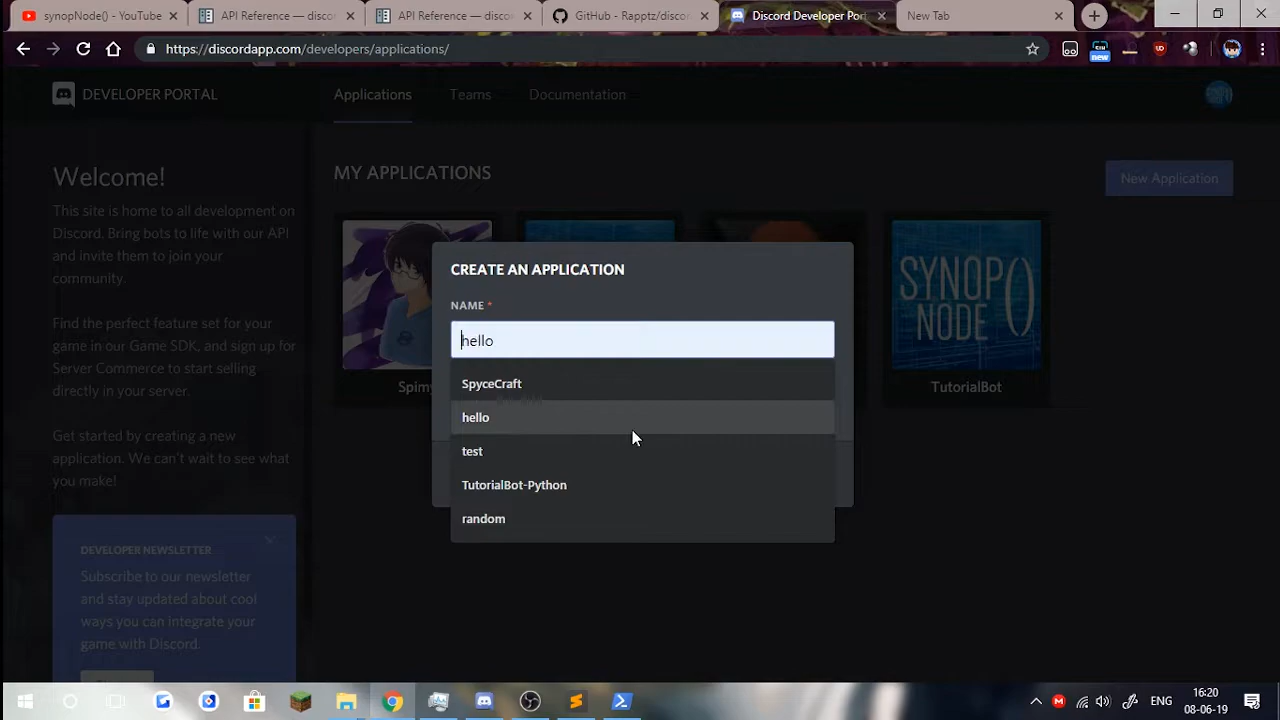 synopNode() - YouTube
API Reference — disco
API Reference — disco
GitHub - Rapptz/discor
Discord Developer Por
New Tab
https://discordapp.com/developers/applications/
new
DEVELOPER PORTAL
Applications
Teams
Documentation
Welcome!
This site is home to all development on
Discord. Bring bots to life with our API
and invite them to join your
community.
Find the perfect feature set for your
game in our Game SDK, and sign up for
Server Commerce to start selling
directly in your server.
Get started by creating a new
application. We can't wait to see what
you make!
DEVELOPER NEWSLETTER
Subscribe to our newsletter
and stay updated about cool
ways you can integrate your
game with Discord.
MY APPLICATIONS
New Application
Spimy
SYNOP()
NODE
TutorialBot
CREATE AN APPLICATION
NAME *
hello
SpyceCraft
hello
test
TutorialBot-Python
random
ENG
16:20
08-06-19